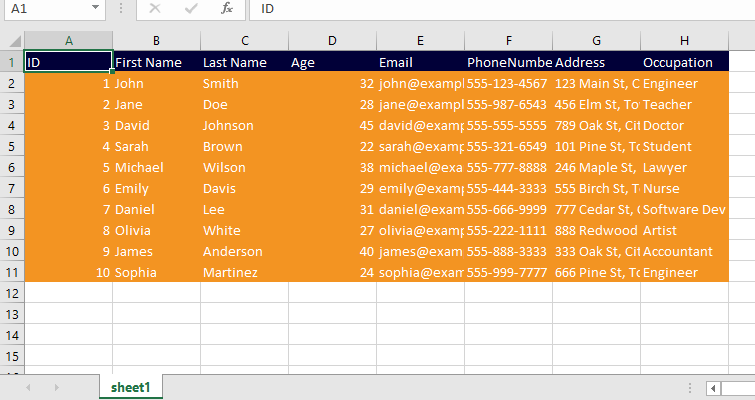 A1 fx ID
A B C D E F G H
1 ID First Name Last Name Age Email PhoneNumbe Address Occupation
2 1 John Smith 32 john@exampl 555-123-4567 123 Main St, C Engineer
3 2 Jane Doe 28 jane@exampl 555-987-6543 456 Elm St, To Teacher
4 3 David Johnson 45 david@examp 555-555-5555 789 Oak St, Cit Doctor
5 4 Sarah Brown 22 sarah@examp 555-321-6549 101 Pine St, To Student
6 5 Michael Wilson 38 michael@exa 555-777-8888 246 Maple St, Lawyer
7 6 Emily Davis 29 emily@examp 555-444-3333 555 Birch St, T Nurse
8 7 Daniel Lee 31 daniel@exam 555-666-9999 777 Cedar St, Software Dev
9 8 Olivia White 27 olivia@examp 555-222-1111 888 Redwood Artist
10 9 James Anderson 40 james@exam 555-888-3333 333 Oak St, Cit Accountant
11 10 Sophia Martinez 24 sophia@exam 555-999-7777 666 Pine St, To Engineer
12
13
14
15
sheet1